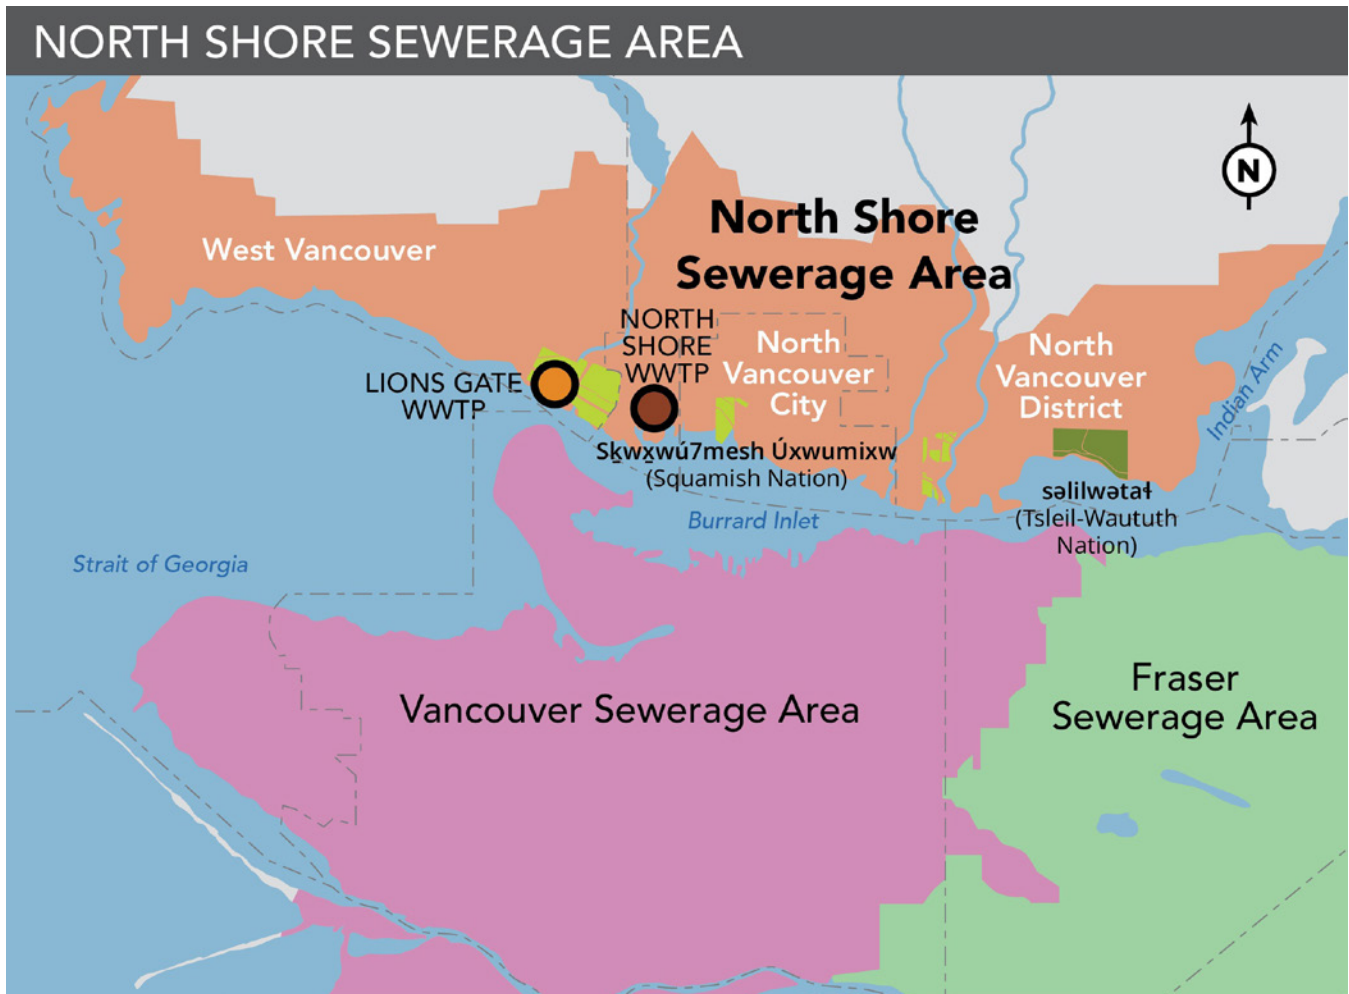 NORTH SHORE SEWERAGE AREA
N
North Shore
Sewerage Area
West Vancouver
NORTH
SHORE
WWTP
North
Vancouver
City
North
Vancouver
District
LIONS GATE
WWTP
Indian Arm
Sḵwx̱wú7mesh Úxwumixw
(Squamish Nation)
səlilwətaɬ
(Tsleil-Waututh
Nation)
Burrard Inlet
Strait of Georgia
Vancouver Sewerage Area
Fraser
Sewerage Area